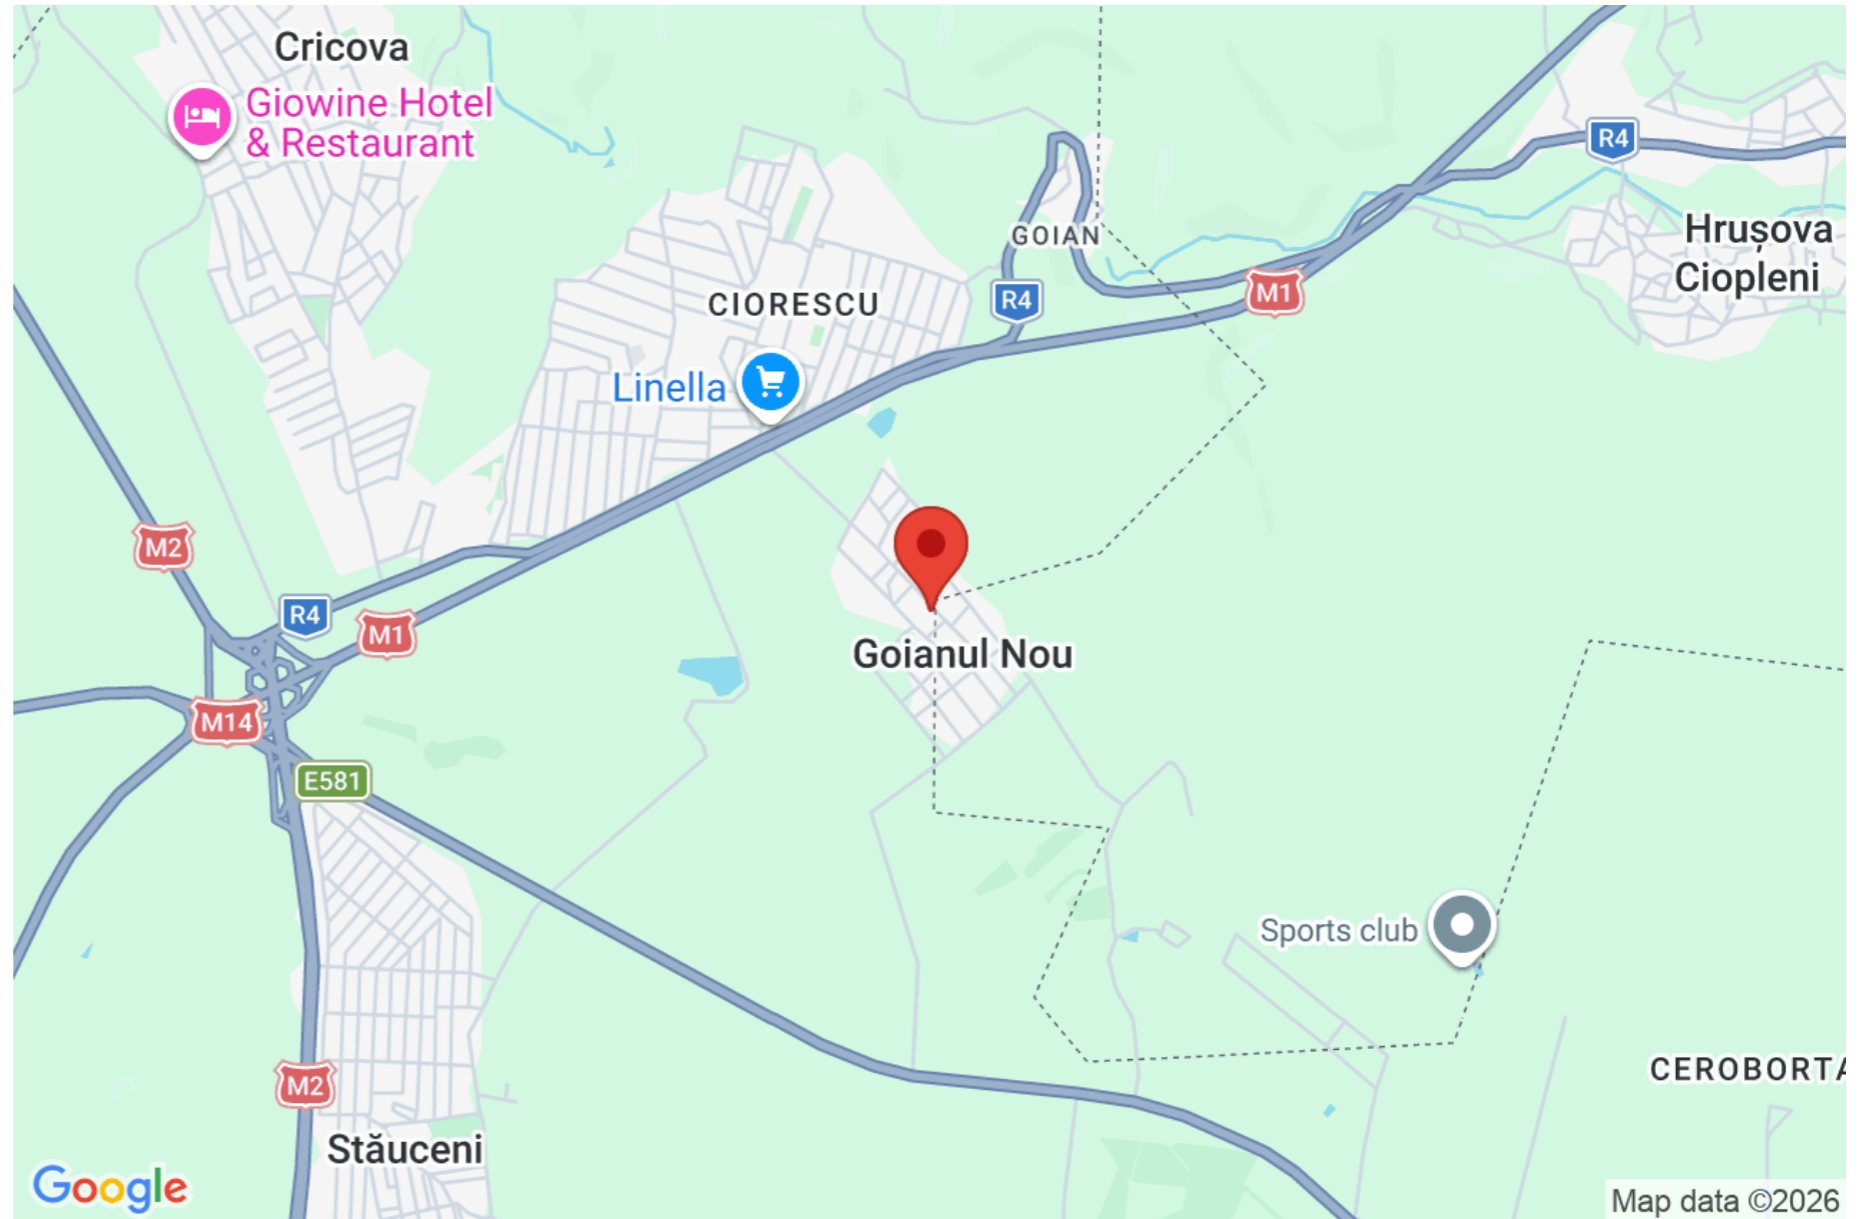 Cricova
Giowine Hotel
& Restaurant
R4
GOIAN
Hrușova
Ciopleni
CIORESCU
R4
M1
Linella
M2
R4
M1
Goianul Nou
M14
E581
Sports club
CEROBORTA
M2
Stăuceni
Google
Map data ©2026